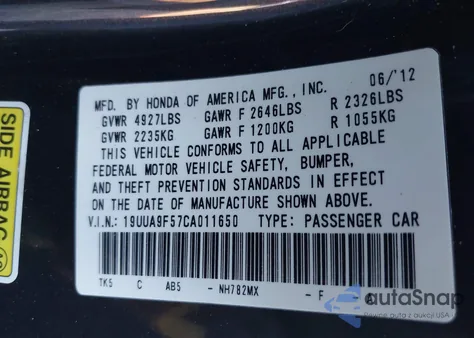 MFD. BY HONDA OF AMERICA MFG., INC. 06/12
GVWR 4927LBS GAWR F 2646LBS R 2326LBS
GVWR 2235KG GAWR F 1200KG R 1055KG
THIS VEHICLE CONFORMS TO ALL APPLICABLE
FEDERAL MOTOR VEHICLE SAFETY, BUMPER,
AND THEFT PREVENTION STANDARDS IN EFFECT
ON THE DATE OF MANUFACTURE SHOWN ABOVE.
V.I.N.: 19UUA9F57CA011650 TYPE: PASSENGER CAR
TK5 C AB5 - NH782MX - F -
SIDE AIRBAG
autoSnap